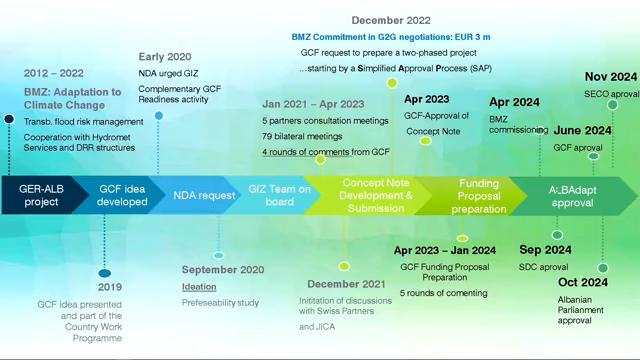 December 2022
BMZ Commitment in G2G negotiations: EUR 3 m
GCF request to prepare a two-phased project
...starting by a Simplified Approval Process (SAP)
2012 – 2022
BMZ: Adaptation to
Climate Change
Transb. flood risk management
Cooperation with Hydromet
Services and DRR structures
Early 2020
NDA urged GIZ
Complementary GCF
Readiness activity
Jan 2021 – Apr 2023
5 partners consultation meetings
79 bilateral meetings
4 rounds of comments from GCF
Apr 2023
GCF-Approval of
Concept Note
Apr 2024
BMZ
commissioning
Nov 2024
SECO aproval
June 2024
GCF aproval
GER-ALB
project
GCF idea
developed
NDA request
GIZ Team on
board
Concept Note
Development &
Submission
Funding
Proposal
preparation
ALBAdapt
approval
2019
GCF idea presented
and part of the
Country Work
Programme
September 2020
Ideation
Prefeseability study
December 2021
Inititation of discussions
with Swiss Partners
and JICA
Apr 2023 – Jan 2024
GCF Funding Proposal
Preparation
5 rounds of comenting
Sep 2024
SDC aproval
Oct 2024
Albanian
Parlianment
approval